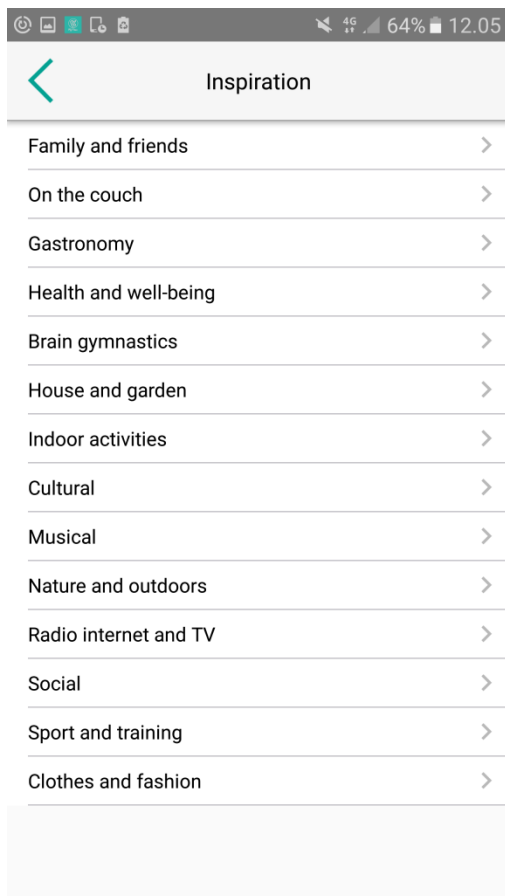 4G 64% 12.05
Inspiration
Family and friends
On the couch
Gastronomy
Health and well-being
Brain gymnastics
House and garden
Indoor activities
Cultural
Musical
Nature and outdoors
Radio internet and TV
Social
Sport and training
Clothes and fashion